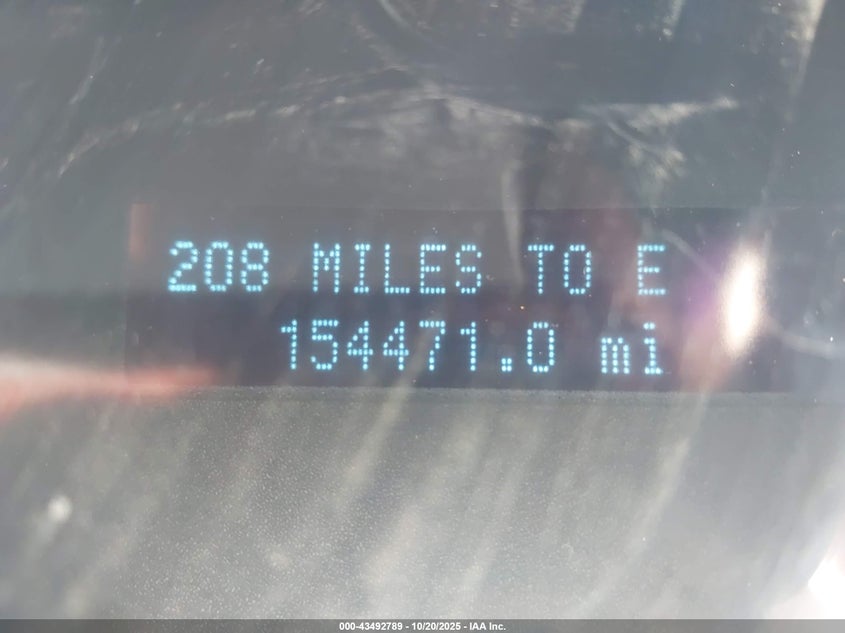 208 MILES TO E
154471.0 mi
000-43492789 - 10/20/2025 - IAA Inc.